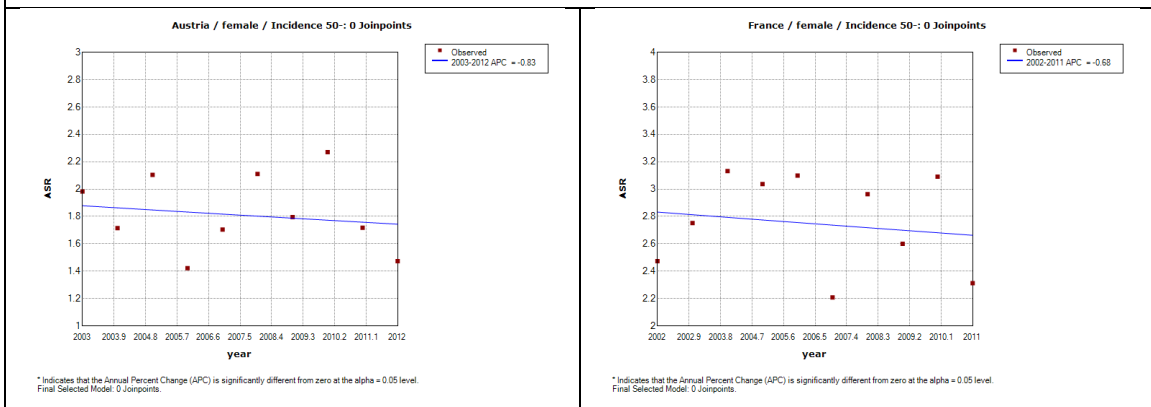 Austria / female / Incidence 50-: 0 Joinpoints
Observed
2003-2012 APC = -0.83
3
2.8
2.6
2.4
2.2
2
1.8
1.6
1.4
1.2
1
ASR
2003 2003.9 2004.8 2005.7 2006.6 2007.5 2008.4 2009.3 2010.2 2011.1 2012
year
* Indicates that the Annual Percent Change (APC) is significantly different from zero at the alpha = 0.05 level.
Final Selected Model: 0 Joinpoints.
France / female / Incidence 50-: 0 Joinpoints
Observed
2002-2011 APC = -0.68
4
3.8
3.6
3.4
3.2
3
2.8
2.6
2.4
2.2
2
ASR
2002 2002.9 2003.8 2004.7 2005.6 2006.5 2007.4 2008.3 2009.2 2010.1 2011
year
* Indicates that the Annual Percent Change (APC) is significantly different from zero at the alpha = 0.05 level.
Final Selected Model: 0 Joinpoints.